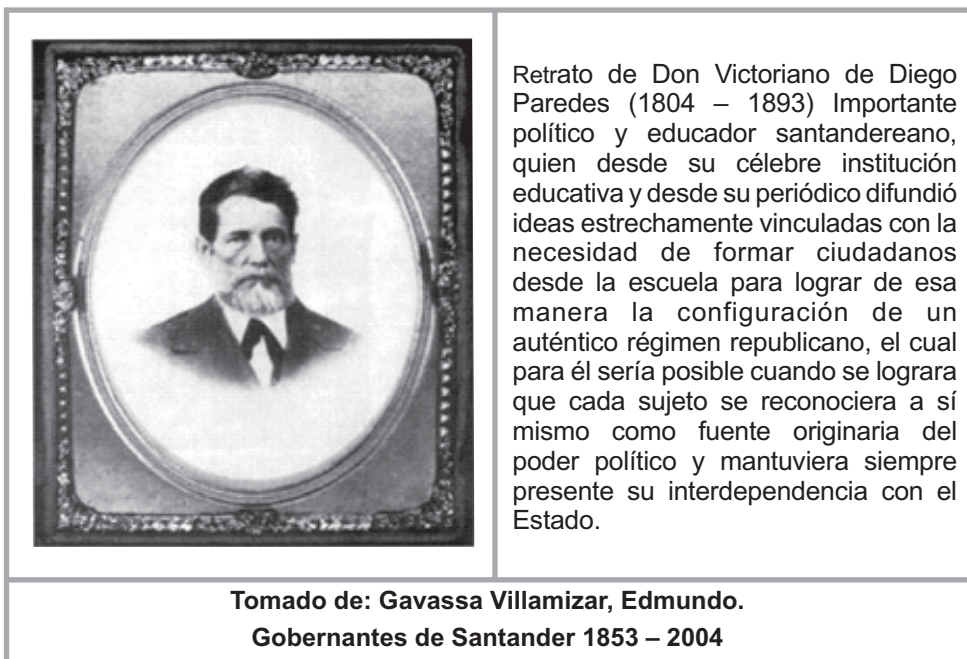 Retrato de Don Victoriano de Diego
Paredes (1804 – 1893) Importante
político y educador santandereano,
quien desde su célebre institución
educativa y desde su periódico difundió
ideas estrechamente vinculadas con la
necesidad de formar ciudadanos
desde la escuela para lograr de esa
manera la configuración de un
auténtico régimen republicano, el cual
para él sería posible cuando se lograra
que cada sujeto se reconociera a sí
mismo como fuente originaria del
poder político y mantuviera siempre
presente su interdependencia con el
Estado.
Tomado de: Gavassa Villamizar, Edmundo.
Gobernantes de Santander 1853 – 2004